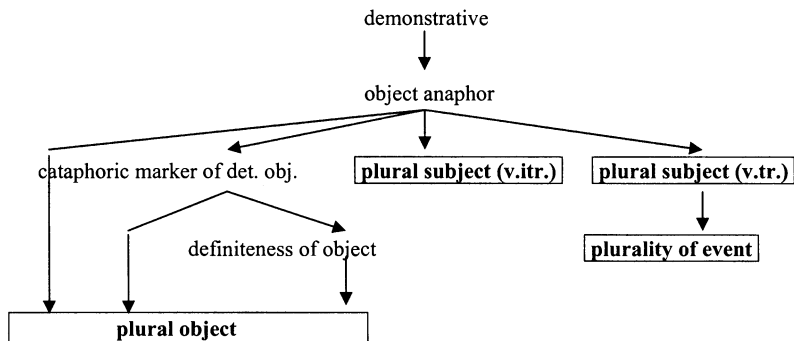 demonstrative
object anaphor
cataphoric marker of det. obj.
plural subject (v.itr.)
plural subject (v.tr.)
definiteness of object
plurality of event
plural object